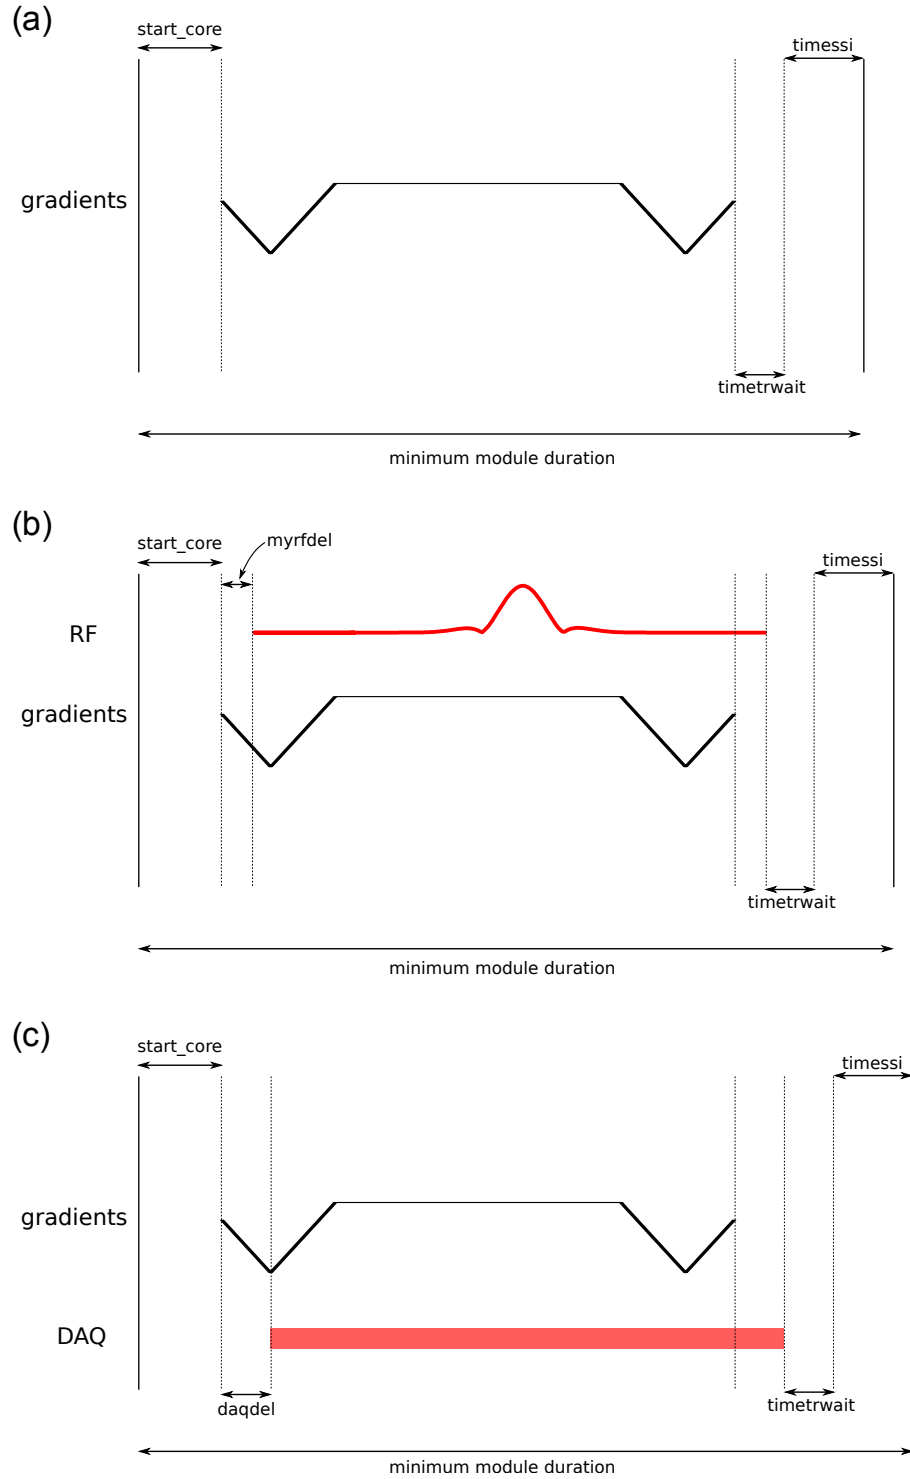 (a)
start_core
timessi
gradients
timetrwait
minimum module duration
(b)
start_core
myrfdel
timessi
RF
gradients
timetrwait
minimum module duration
(c)
start_core
timessi
gradients
DAQ
daqdel
timetrwait
minimum module duration